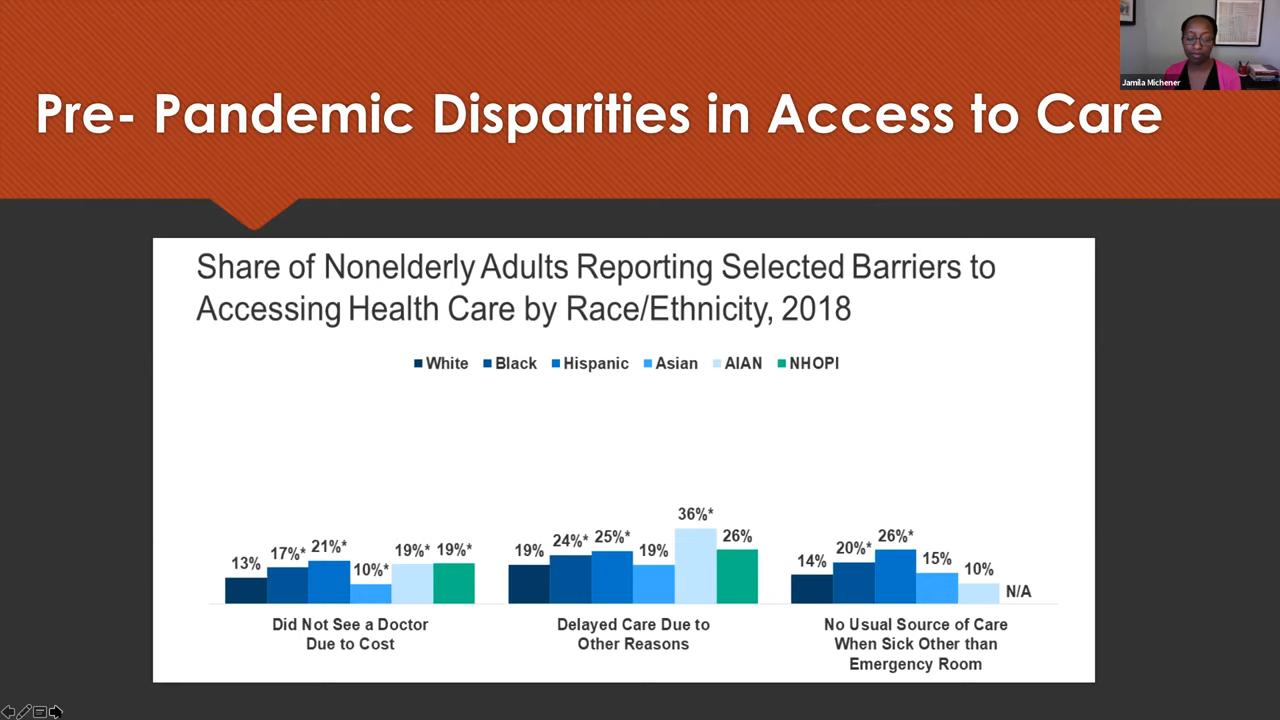 Jamila Michener
Pre- Pandemic Disparities in Access to Care
Share of Nonelderly Adults Reporting Selected Barriers to
Accessing Health Care by Race/Ethnicity, 2018
White Black Hispanic Asian AIAN NHOPI
13% 17%* 21%* 10%* 19%* 19%*
19% 24%* 25%* 19% 36%* 26%
14% 20%* 26%* 15% 10% N/A
Did Not See a Doctor
Due to Cost
Delayed Care Due to
Other Reasons
No Usual Source of Care
When Sick Other than
Emergency Room